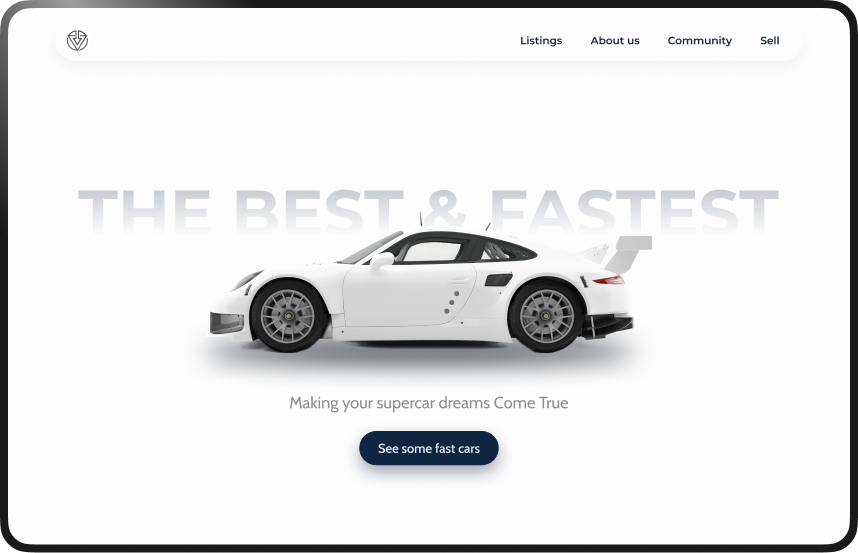 Listings About us Community Sell
THE BEST & FASTEST
Making your supercar dreams Come True
See some fast cars